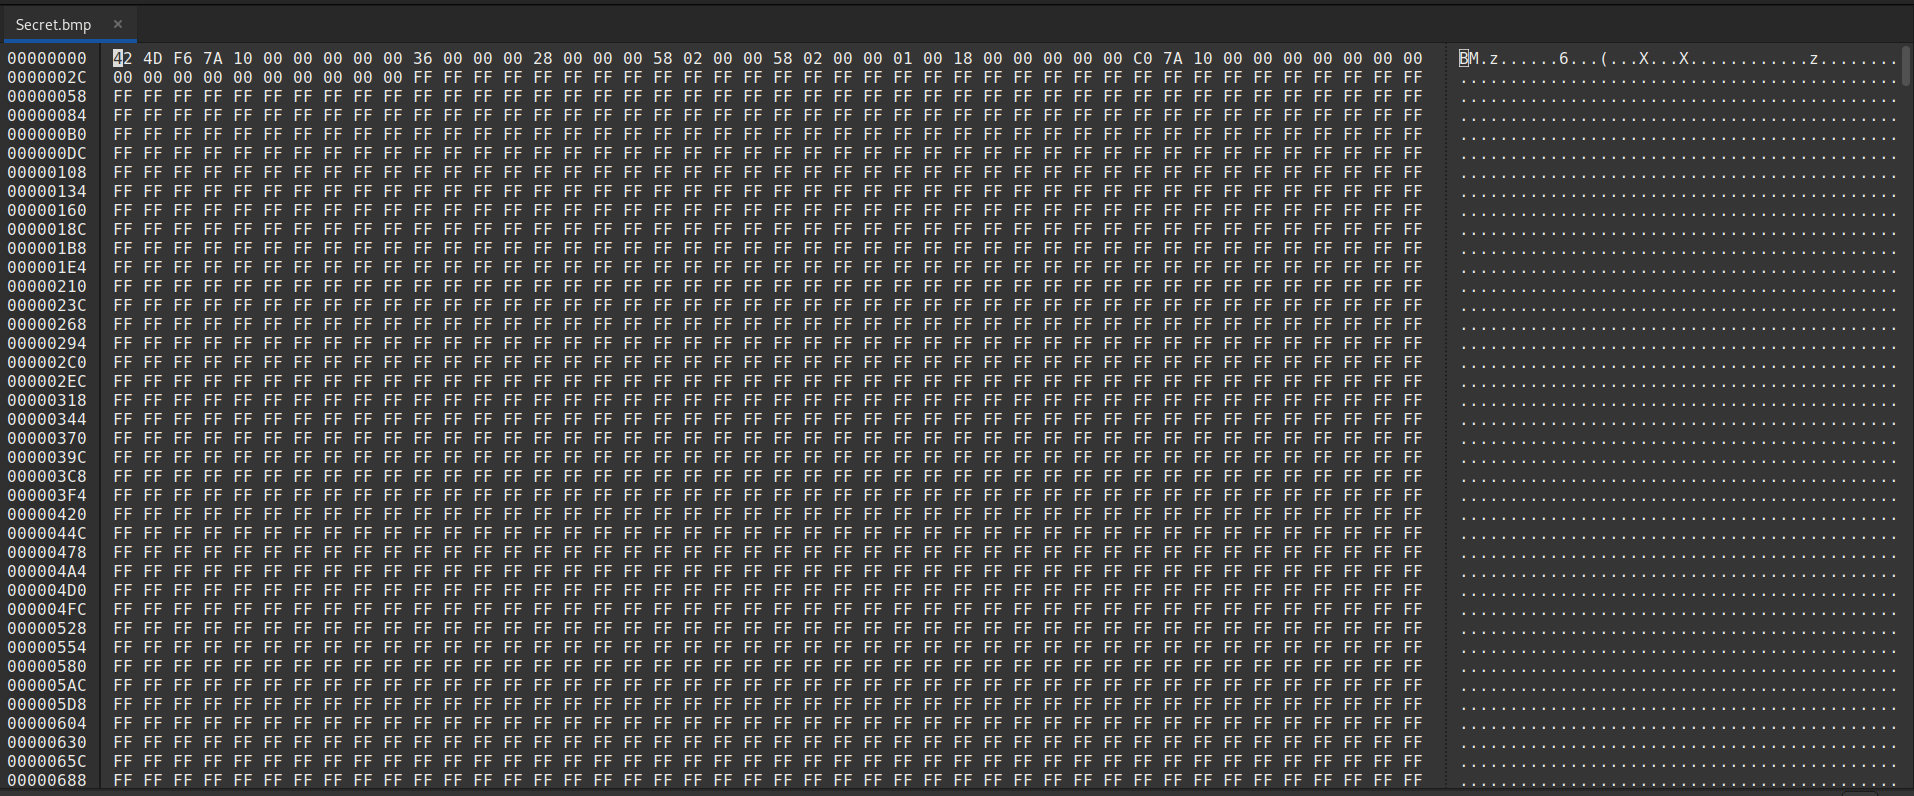 Secret.bmp ×
00000000 42 4D F6 7A 10 00 00 00 00 00 36 00 00 00 28 00 00 00 58 02 00 00 58 02 00 00 01 00 18 00 00 00 00 00 C0 7A 10 00 00 00 00 00 00 00 BM.z......6...(...X...X............z........
0000002C 00 00 00 00 00 00 00 00 00 00 FF FF FF FF FF FF FF FF FF FF FF FF FF FF FF FF FF FF FF FF FF FF FF FF FF FF FF FF FF FF FF FF FF FF ............................................
00000058 FF FF FF FF FF FF FF FF FF FF FF FF FF FF FF FF FF FF FF FF FF FF FF FF FF FF FF FF FF FF FF FF FF FF FF FF FF FF FF FF FF FF FF FF ............................................
00000084 FF FF FF FF FF FF FF FF FF FF FF FF FF FF FF FF FF FF FF FF FF FF FF FF FF FF FF FF FF FF FF FF FF FF FF FF FF FF FF FF FF FF FF FF ............................................
000000B0 FF FF FF FF FF FF FF FF FF FF FF FF FF FF FF FF FF FF FF FF FF FF FF FF FF FF FF FF FF FF FF FF FF FF FF FF FF FF FF FF FF FF FF FF ............................................
000000DC FF FF FF FF FF FF FF FF FF FF FF FF FF FF FF FF FF FF FF FF FF FF FF FF FF FF FF FF FF FF FF FF FF FF FF FF FF FF FF FF FF FF FF FF ............................................
00000108 FF FF FF FF FF FF FF FF FF FF FF FF FF FF FF FF FF FF FF FF FF FF FF FF FF FF FF FF FF FF FF FF FF FF FF FF FF FF FF FF FF FF FF FF ............................................
00000134 FF FF FF FF FF FF FF FF FF FF FF FF FF FF FF FF FF FF FF FF FF FF FF FF FF FF FF FF FF FF FF FF FF FF FF FF FF FF FF FF FF FF FF FF ............................................
00000160 FF FF FF FF FF FF FF FF FF FF FF FF FF FF FF FF FF FF FF FF FF FF FF FF FF FF FF FF FF FF FF FF FF FF FF FF FF FF FF FF FF FF FF FF ............................................
0000018C FF FF FF FF FF FF FF FF FF FF FF FF FF FF FF FF FF FF FF FF FF FF FF FF FF FF FF FF FF FF FF FF FF FF FF FF FF FF FF FF FF FF FF FF ............................................
000001B8 FF FF FF FF FF FF FF FF FF FF FF FF FF FF FF FF FF FF FF FF FF FF FF FF FF FF FF FF FF FF FF FF FF FF FF FF FF FF FF FF FF FF FF FF ............................................
000001E4 FF FF FF FF FF FF FF FF FF FF FF FF FF FF FF FF FF FF FF FF FF FF FF FF FF FF FF FF FF FF FF FF FF FF FF FF FF FF FF FF FF FF FF FF ............................................
00000210 FF FF FF FF FF FF FF FF FF FF FF FF FF FF FF FF FF FF FF FF FF FF FF FF FF FF FF FF FF FF FF FF FF FF FF FF FF FF FF FF FF FF FF FF ............................................
0000023C FF FF FF FF FF FF FF FF FF FF FF FF FF FF FF FF FF FF FF FF FF FF FF FF FF FF FF FF FF FF FF FF FF FF FF FF FF FF FF FF FF FF FF FF ............................................
00000268 FF FF FF FF FF FF FF FF FF FF FF FF FF FF FF FF FF FF FF FF FF FF FF FF FF FF FF FF FF FF FF FF FF FF FF FF FF FF FF FF FF FF FF FF ............................................
00000294 FF FF FF FF FF FF FF FF FF FF FF FF FF FF FF FF FF FF FF FF FF FF FF FF FF FF FF FF FF FF FF FF FF FF FF FF FF FF FF FF FF FF FF FF ............................................
000002C0 FF FF FF FF FF FF FF FF FF FF FF FF FF FF FF FF FF FF FF FF FF FF FF FF FF FF FF FF FF FF FF FF FF FF FF FF FF FF FF FF FF FF FF FF ............................................
000002EC FF FF FF FF FF FF FF FF FF FF FF FF FF FF FF FF FF FF FF FF FF FF FF FF FF FF FF FF FF FF FF FF FF FF FF FF FF FF FF FF FF FF FF FF ............................................
00000318 FF FF FF FF FF FF FF FF FF FF FF FF FF FF FF FF FF FF FF FF FF FF FF FF FF FF FF FF FF FF FF FF FF FF FF FF FF FF FF FF FF FF FF FF ............................................
00000344 FF FF FF FF FF FF FF FF FF FF FF FF FF FF FF FF FF FF FF FF FF FF FF FF FF FF FF FF FF FF FF FF FF FF FF FF FF FF FF FF FF FF FF FF ............................................
00000370 FF FF FF FF FF FF FF FF FF FF FF FF FF FF FF FF FF FF FF FF FF FF FF FF FF FF FF FF FF FF FF FF FF FF FF FF FF FF FF FF FF FF FF FF ............................................
0000039C FF FF FF FF FF FF FF FF FF FF FF FF FF FF FF FF FF FF FF FF FF FF FF FF FF FF FF FF FF FF FF FF FF FF FF FF FF FF FF FF FF FF FF FF ............................................
000003C8 FF FF FF FF FF FF FF FF FF FF FF FF FF FF FF FF FF FF FF FF FF FF FF FF FF FF FF FF FF FF FF FF FF FF FF FF FF FF FF FF FF FF FF FF ............................................
000003F4 FF FF FF FF FF FF FF FF FF FF FF FF FF FF FF FF FF FF FF FF FF FF FF FF FF FF FF FF FF FF FF FF FF FF FF FF FF FF FF FF FF FF FF FF ............................................
00000420 FF FF FF FF FF FF FF FF FF FF FF FF FF FF FF FF FF FF FF FF FF FF FF FF FF FF FF FF FF FF FF FF FF FF FF FF FF FF FF FF FF FF FF FF ............................................
0000044C FF FF FF FF FF FF FF FF FF FF FF FF FF FF FF FF FF FF FF FF FF FF FF FF FF FF FF FF FF FF FF FF FF FF FF FF FF FF FF FF FF FF FF FF ............................................
00000478 FF FF FF FF FF FF FF FF FF FF FF FF FF FF FF FF FF FF FF FF FF FF FF FF FF FF FF FF FF FF FF FF FF FF FF FF FF FF FF FF FF FF FF FF ............................................
000004A4 FF FF FF FF FF FF FF FF FF FF FF FF FF FF FF FF FF FF FF FF FF FF FF FF FF FF FF FF FF FF FF FF FF FF FF FF FF FF FF FF FF FF FF FF ............................................
000004D0 FF FF FF FF FF FF FF FF FF FF FF FF FF FF FF FF FF FF FF FF FF FF FF FF FF FF FF FF FF FF FF FF FF FF FF FF FF FF FF FF FF FF FF FF ............................................
000004FC FF FF FF FF FF FF FF FF FF FF FF FF FF FF FF FF FF FF FF FF FF FF FF FF FF FF FF FF FF FF FF FF FF FF FF FF FF FF FF FF FF FF FF FF ............................................
00000528 FF FF FF FF FF FF FF FF FF FF FF FF FF FF FF FF FF FF FF FF FF FF FF FF FF FF FF FF FF FF FF FF FF FF FF FF FF FF FF FF FF FF FF FF ............................................
00000554 FF FF FF FF FF FF FF FF FF FF FF FF FF FF FF FF FF FF FF FF FF FF FF FF FF FF FF FF FF FF FF FF FF FF FF FF FF FF FF FF FF FF FF FF ............................................
00000580 FF FF FF FF FF FF FF FF FF FF FF FF FF FF FF FF FF FF FF FF FF FF FF FF FF FF FF FF FF FF FF FF FF FF FF FF FF FF FF FF FF FF FF FF ............................................
000005AC FF FF FF FF FF FF FF FF FF FF FF FF FF FF FF FF FF FF FF FF FF FF FF FF FF FF FF FF FF FF FF FF FF FF FF FF FF FF FF FF FF FF FF FF ............................................
000005D8 FF FF FF FF FF FF FF FF FF FF FF FF FF FF FF FF FF FF FF FF FF FF FF FF FF FF FF FF FF FF FF FF FF FF FF FF FF FF FF FF FF FF FF FF ............................................
00000604 FF FF FF FF FF FF FF FF FF FF FF FF FF FF FF FF FF FF FF FF FF FF FF FF FF FF FF FF FF FF FF FF FF FF FF FF FF FF FF FF FF FF FF FF ............................................
00000630 FF FF FF FF FF FF FF FF FF FF FF FF FF FF FF FF FF FF FF FF FF FF FF FF FF FF FF FF FF FF FF FF FF FF FF FF FF FF FF FF FF FF FF FF ............................................
0000065C FF FF FF FF FF FF FF FF FF FF FF FF FF FF FF FF FF FF FF FF FF FF FF FF FF FF FF FF FF FF FF FF FF FF FF FF FF FF FF FF FF FF FF FF ............................................
00000688 FF FF FF FF FF FF FF FF FF FF FF FF FF FF FF FF FF FF FF FF FF FF FF FF FF FF FF FF FF FF FF FF FF FF FF FF FF FF FF FF FF FF FF FF ............................................